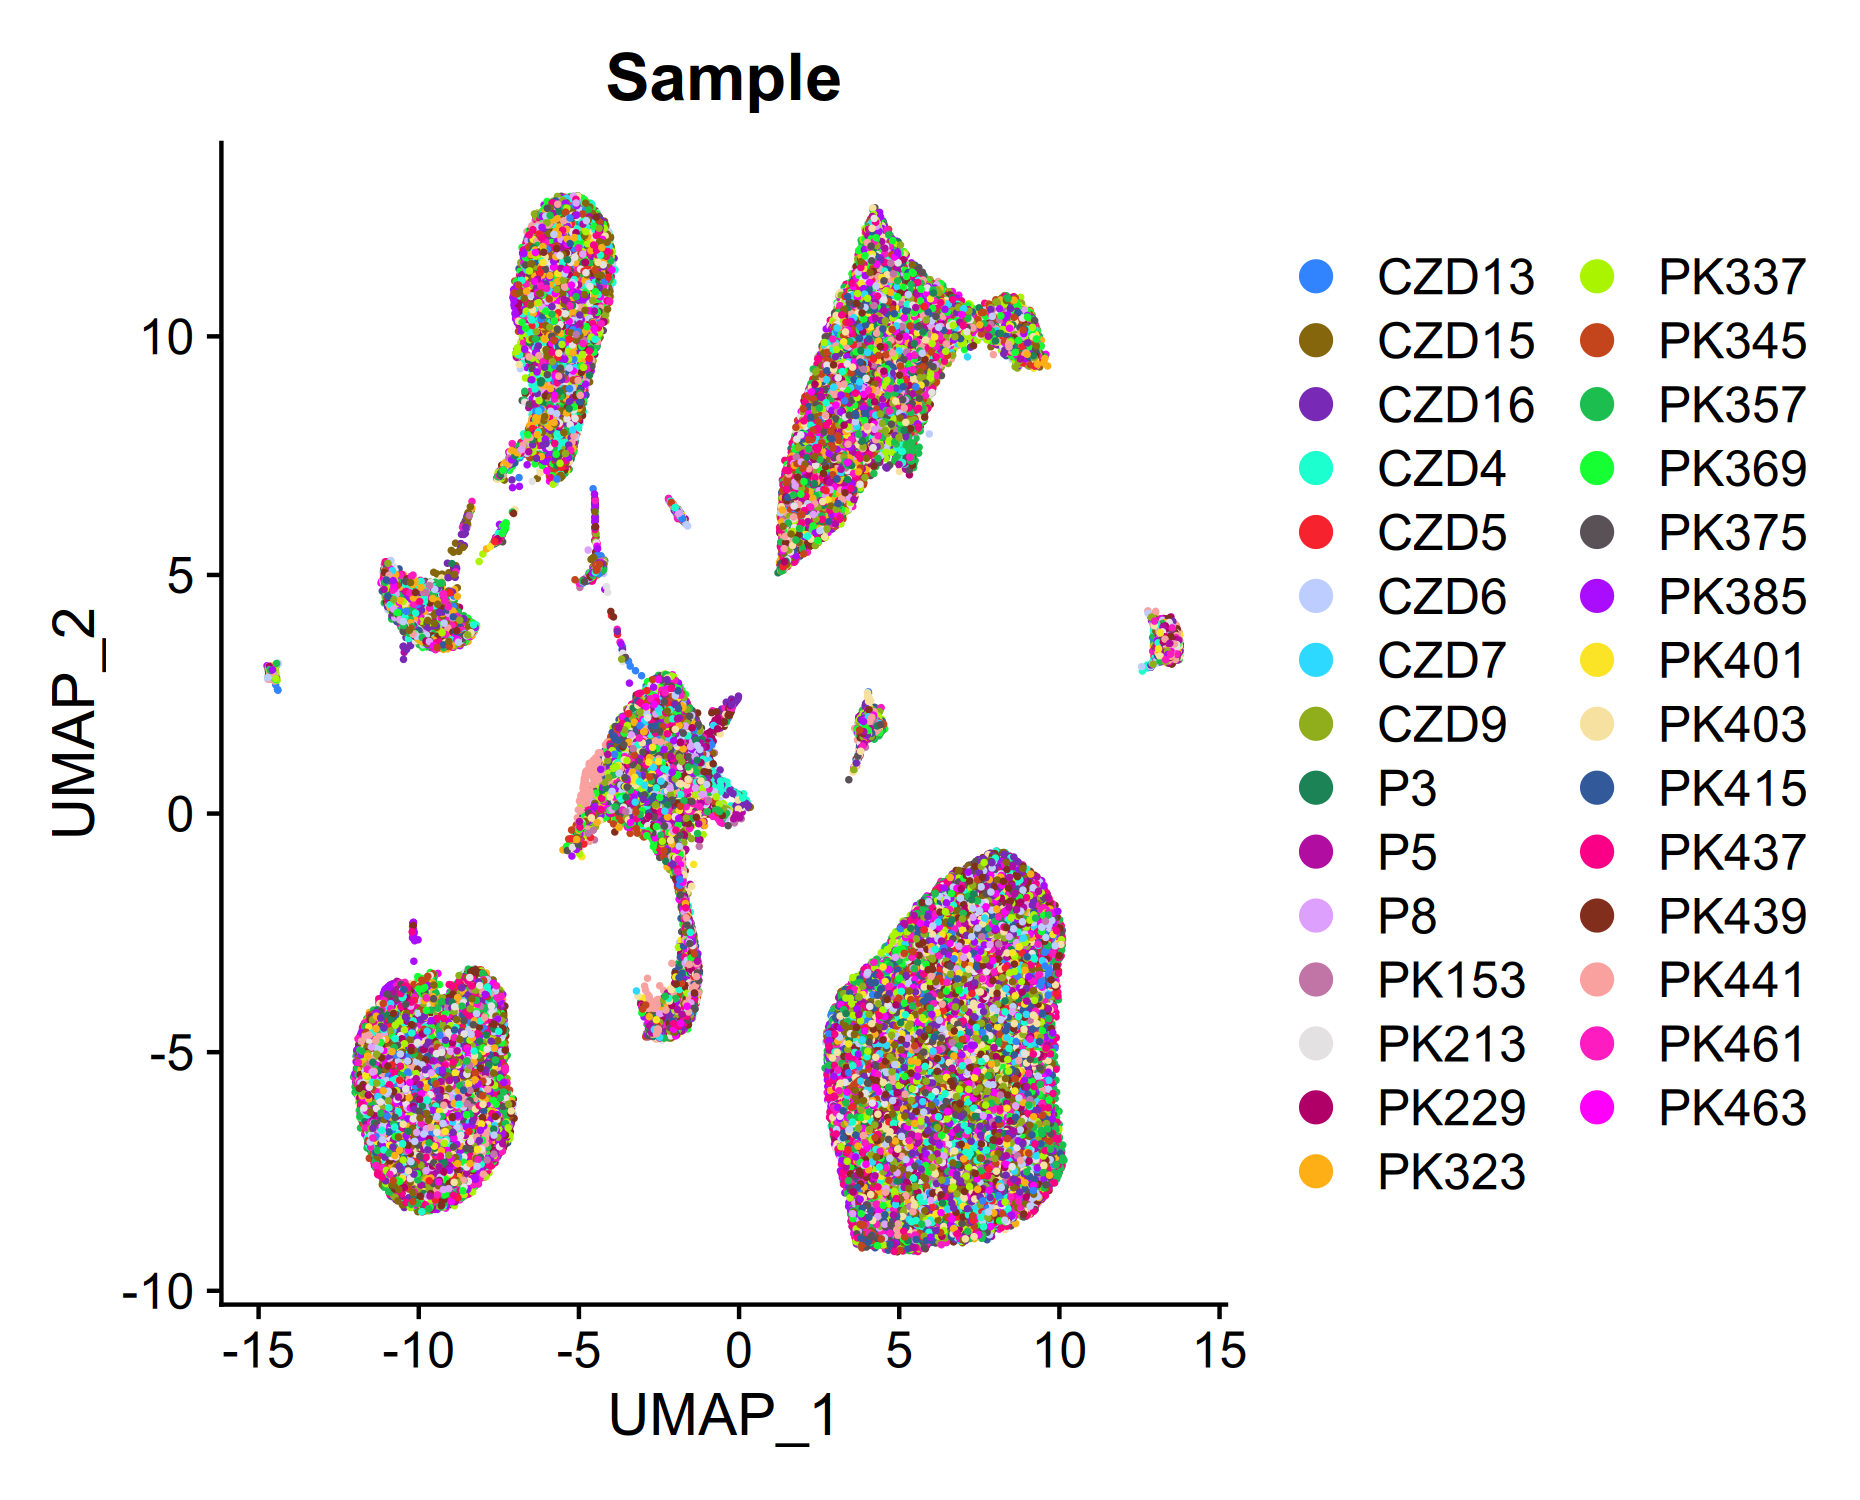 Sample
UMAP_2
10
5
0
-5
-10
-15 -10 -5 0 5 10 15
UMAP_1
CZD13
CZD15
CZD16
CZD4
CZD5
CZD6
CZD7
CZD9
P3
P5
P8
PK153
PK213
PK229
PK323
PK337
PK345
PK357
PK369
PK375
PK385
PK401
PK403
PK415
PK437
PK439
PK441
PK461
PK463